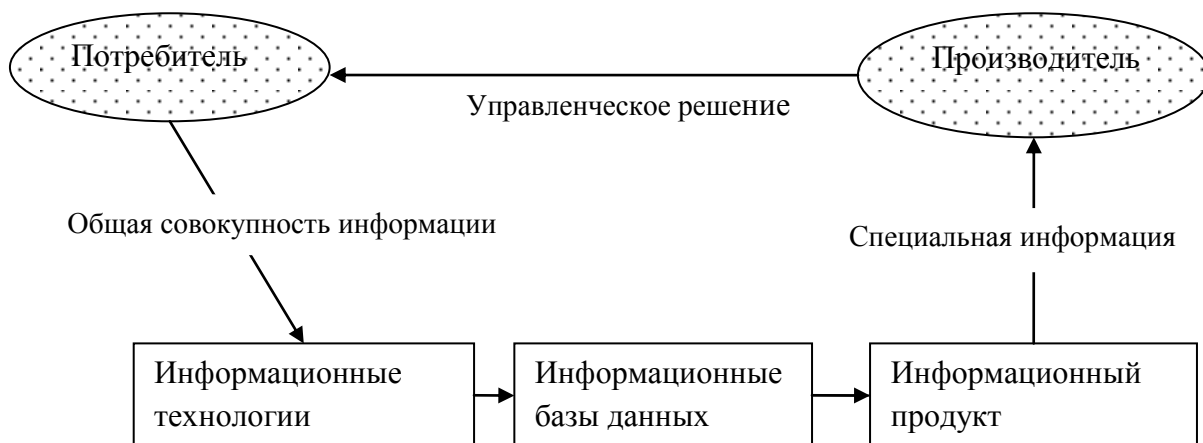 Потребитель
Производитель
Управленческое решение
Общая совокупность информации
Специальная информация
Информационные
технологии
Информационные
базы данных
Информационный
продукт